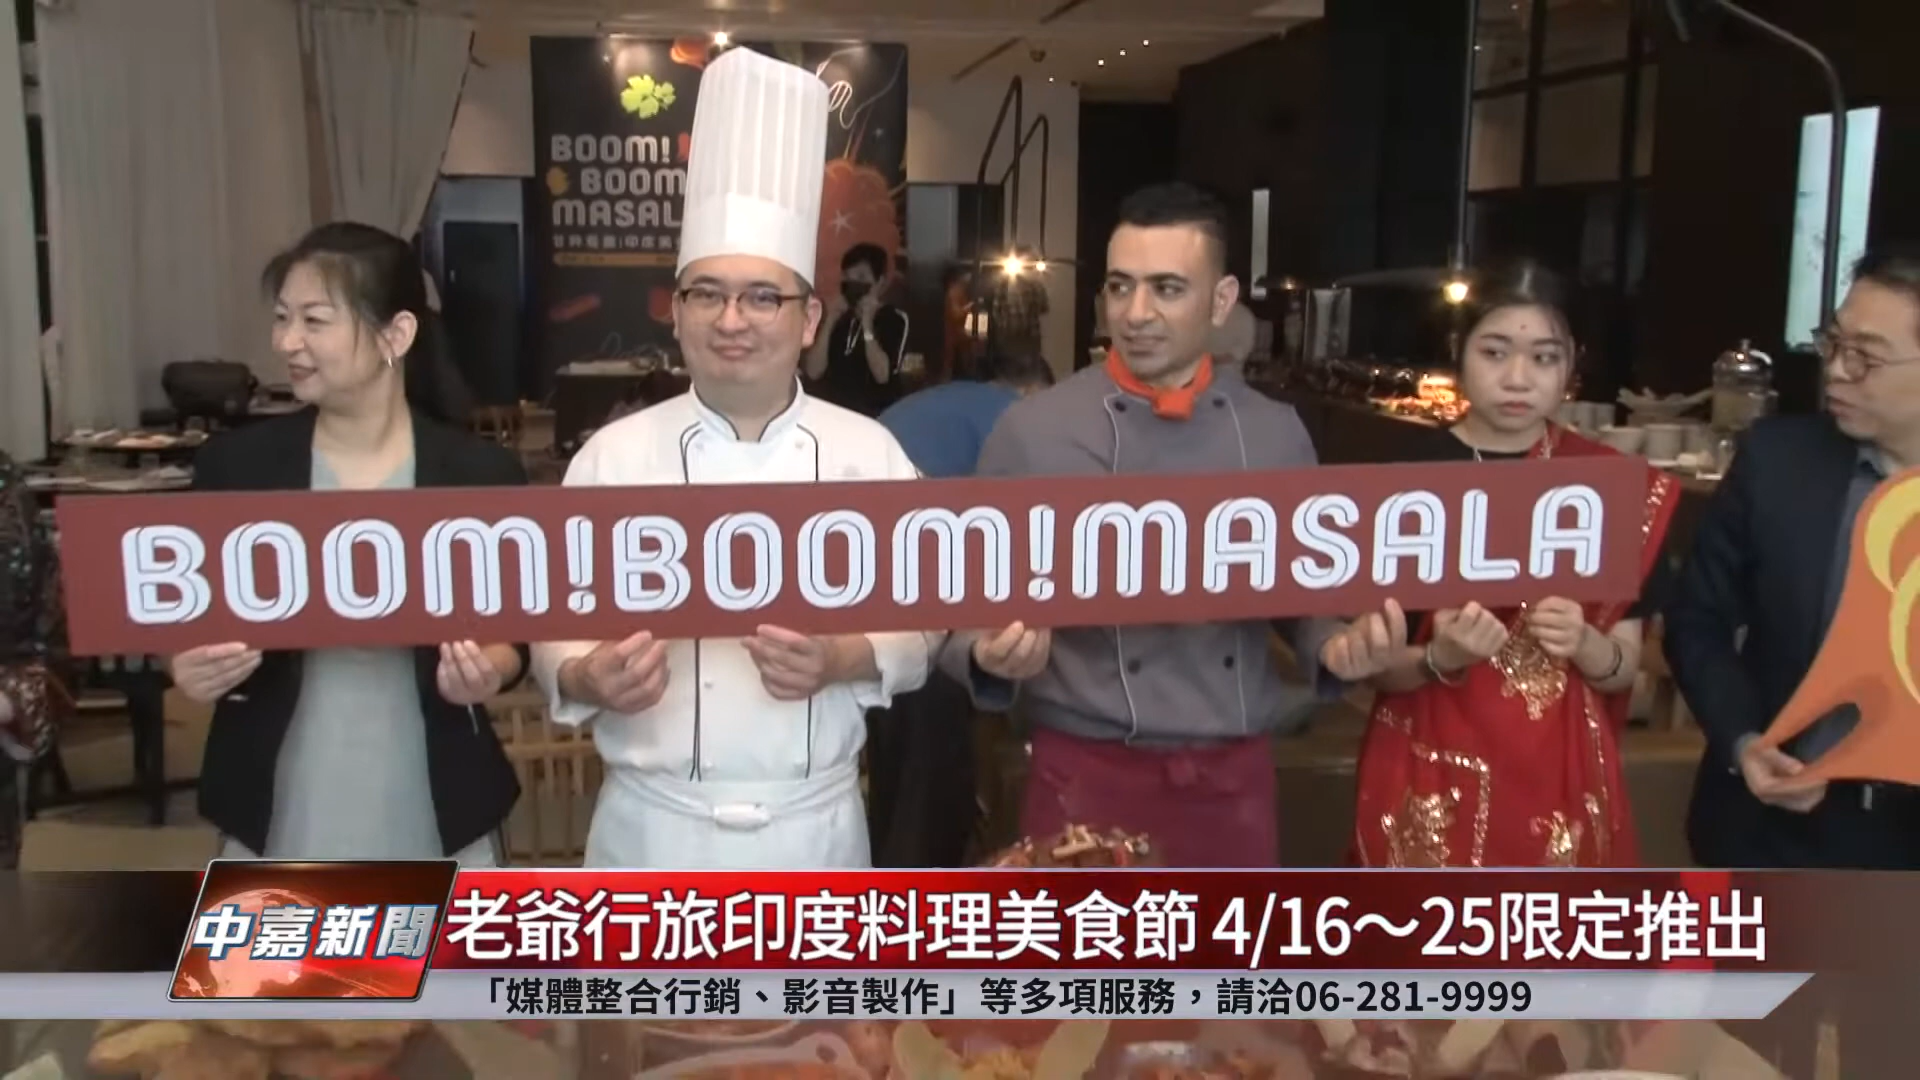 BOOM!
BOOM
MASAL
BOOM!BOOM!MASALA
中嘉新聞
老爺行旅印度料理美食節 4/16～25限定推出
「媒體整合行銷、影音製作」等多項服務，請洽06-281-9999